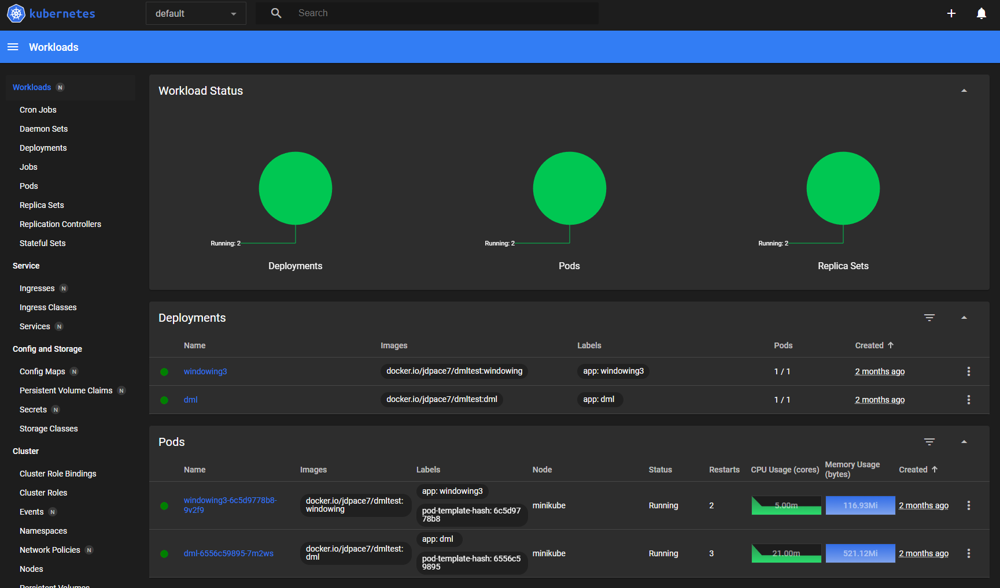 kubernetes
default
Search
Workloads
Workloads N
Cron Jobs
Daemon Sets
Deployments
Jobs
Pods
Replica Sets
Replication Controllers
Stateful Sets
Service
Ingresses N
Ingress Classes
Services N
Config and Storage
Config Maps N
Persistent Volume Claims N
Secrets N
Storage Classes
Cluster
Cluster Role Bindings
Cluster Roles
Events N
Namespaces
Network Policies N
Nodes
Persistent Volumes
Workload Status
Running: 2
Deployments
Running: 2
Pods
Running: 2
Replica Sets
Deployments
Name Images Labels Pods Created
windowing3 docker.io/jdpace7/dmltest:windowing app: windowing3 1 / 1 2 months ago
dml docker.io/jdpace7/dmltest:dml app: dml 1 / 1 2 months ago
Pods
Name Images Labels Node Status Restarts CPU Usage (cores) Memory Usage
(bytes) Created
windowing3-6c5d9778b8-
9v2f9
docker.io/jdpace7/dmltest:
windowing
app: windowing3
pod-template-hash: 6c5d97
78b8
minikube Running 2 5.00m 116.93Mi 2 months ago
dml-6556c59895-7m2ws
docker.io/jdpace7/dmltest:
dml
app: dml
pod-template-hash: 6556c5
9895
minikube Running 3 21.00m 521.12Mi 2 months ago